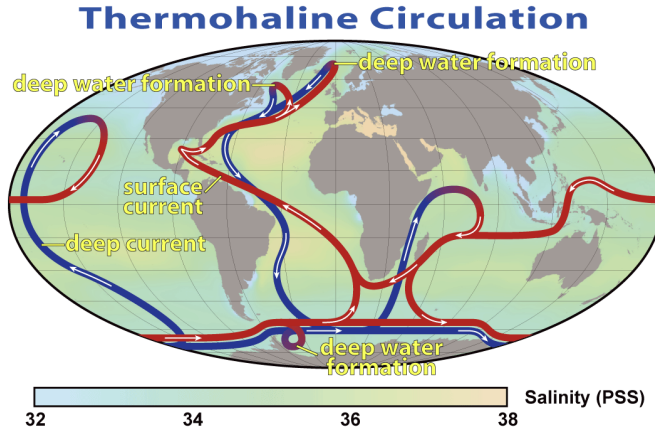 Thermohaline Circulation
deep water formation
deep water formation
surface
current
deep current
deep water
formation
Salinity (PSS)
32 34 36 38